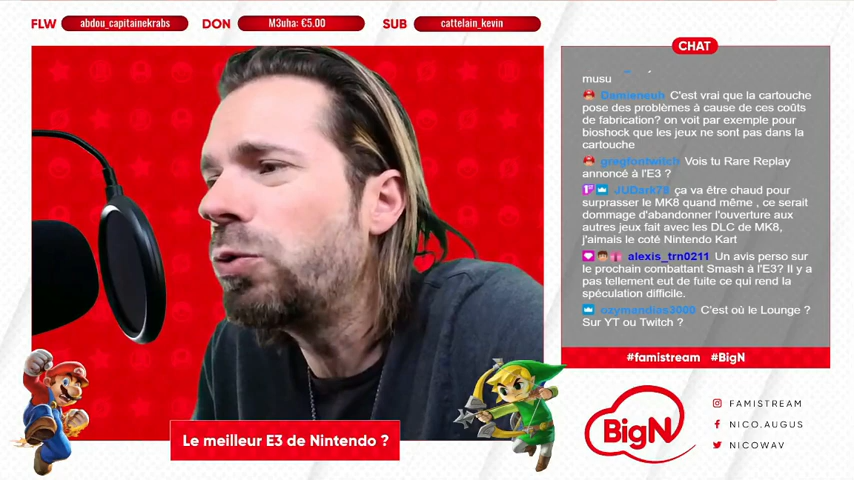 FLW abdou_capitainekrabs DON M3uha: €5.00 SUB cattelain_kevin
CHAT
musu
Damieneuh C'est vrai que la cartouche
pose des problèmes à cause de ces coûts
de fabrication? on voit par exemple pour
bioshock que les jeux ne sont pas dans la
cartouche
gregfontwitch Vois tu Rare Replay
annoncé à l'E3 ?
JUDark78 ça va être chaud pour
surprasser le MK8 quand même , ce serait
dommage d'abandonner l'ouverture aux
autres jeux fait avec les DLC de MK8,
j'aimais le coté Nintendo Kart
alexis_trn0211 Un avis perso sur
le prochain combattant Smash à l'E3? Il y a
pas tellement eut de fuite ce qui rend la
spéculation difficile.
ozymandias3000 C'est où le Lounge ?
Sur YT ou Twitch ?
#famistream #BigN
Le meilleur E3 de Nintendo ?
BigN
FAMISTREAM
NICO.AUGUS
NICOWAV